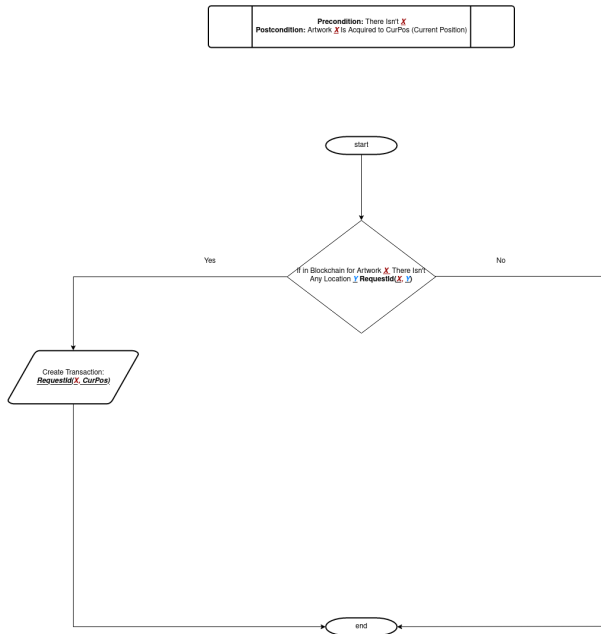 Precondition: There Isn't X
Postcondition: Artwork X Is Acquired to CurPos (Current Position)
start
Yes
No
If in Blockchain for Artwork X, There Isn't
Any Location Y RequestId(X, Y)
Create Transaction:
RequestId(X, CurPos)
end